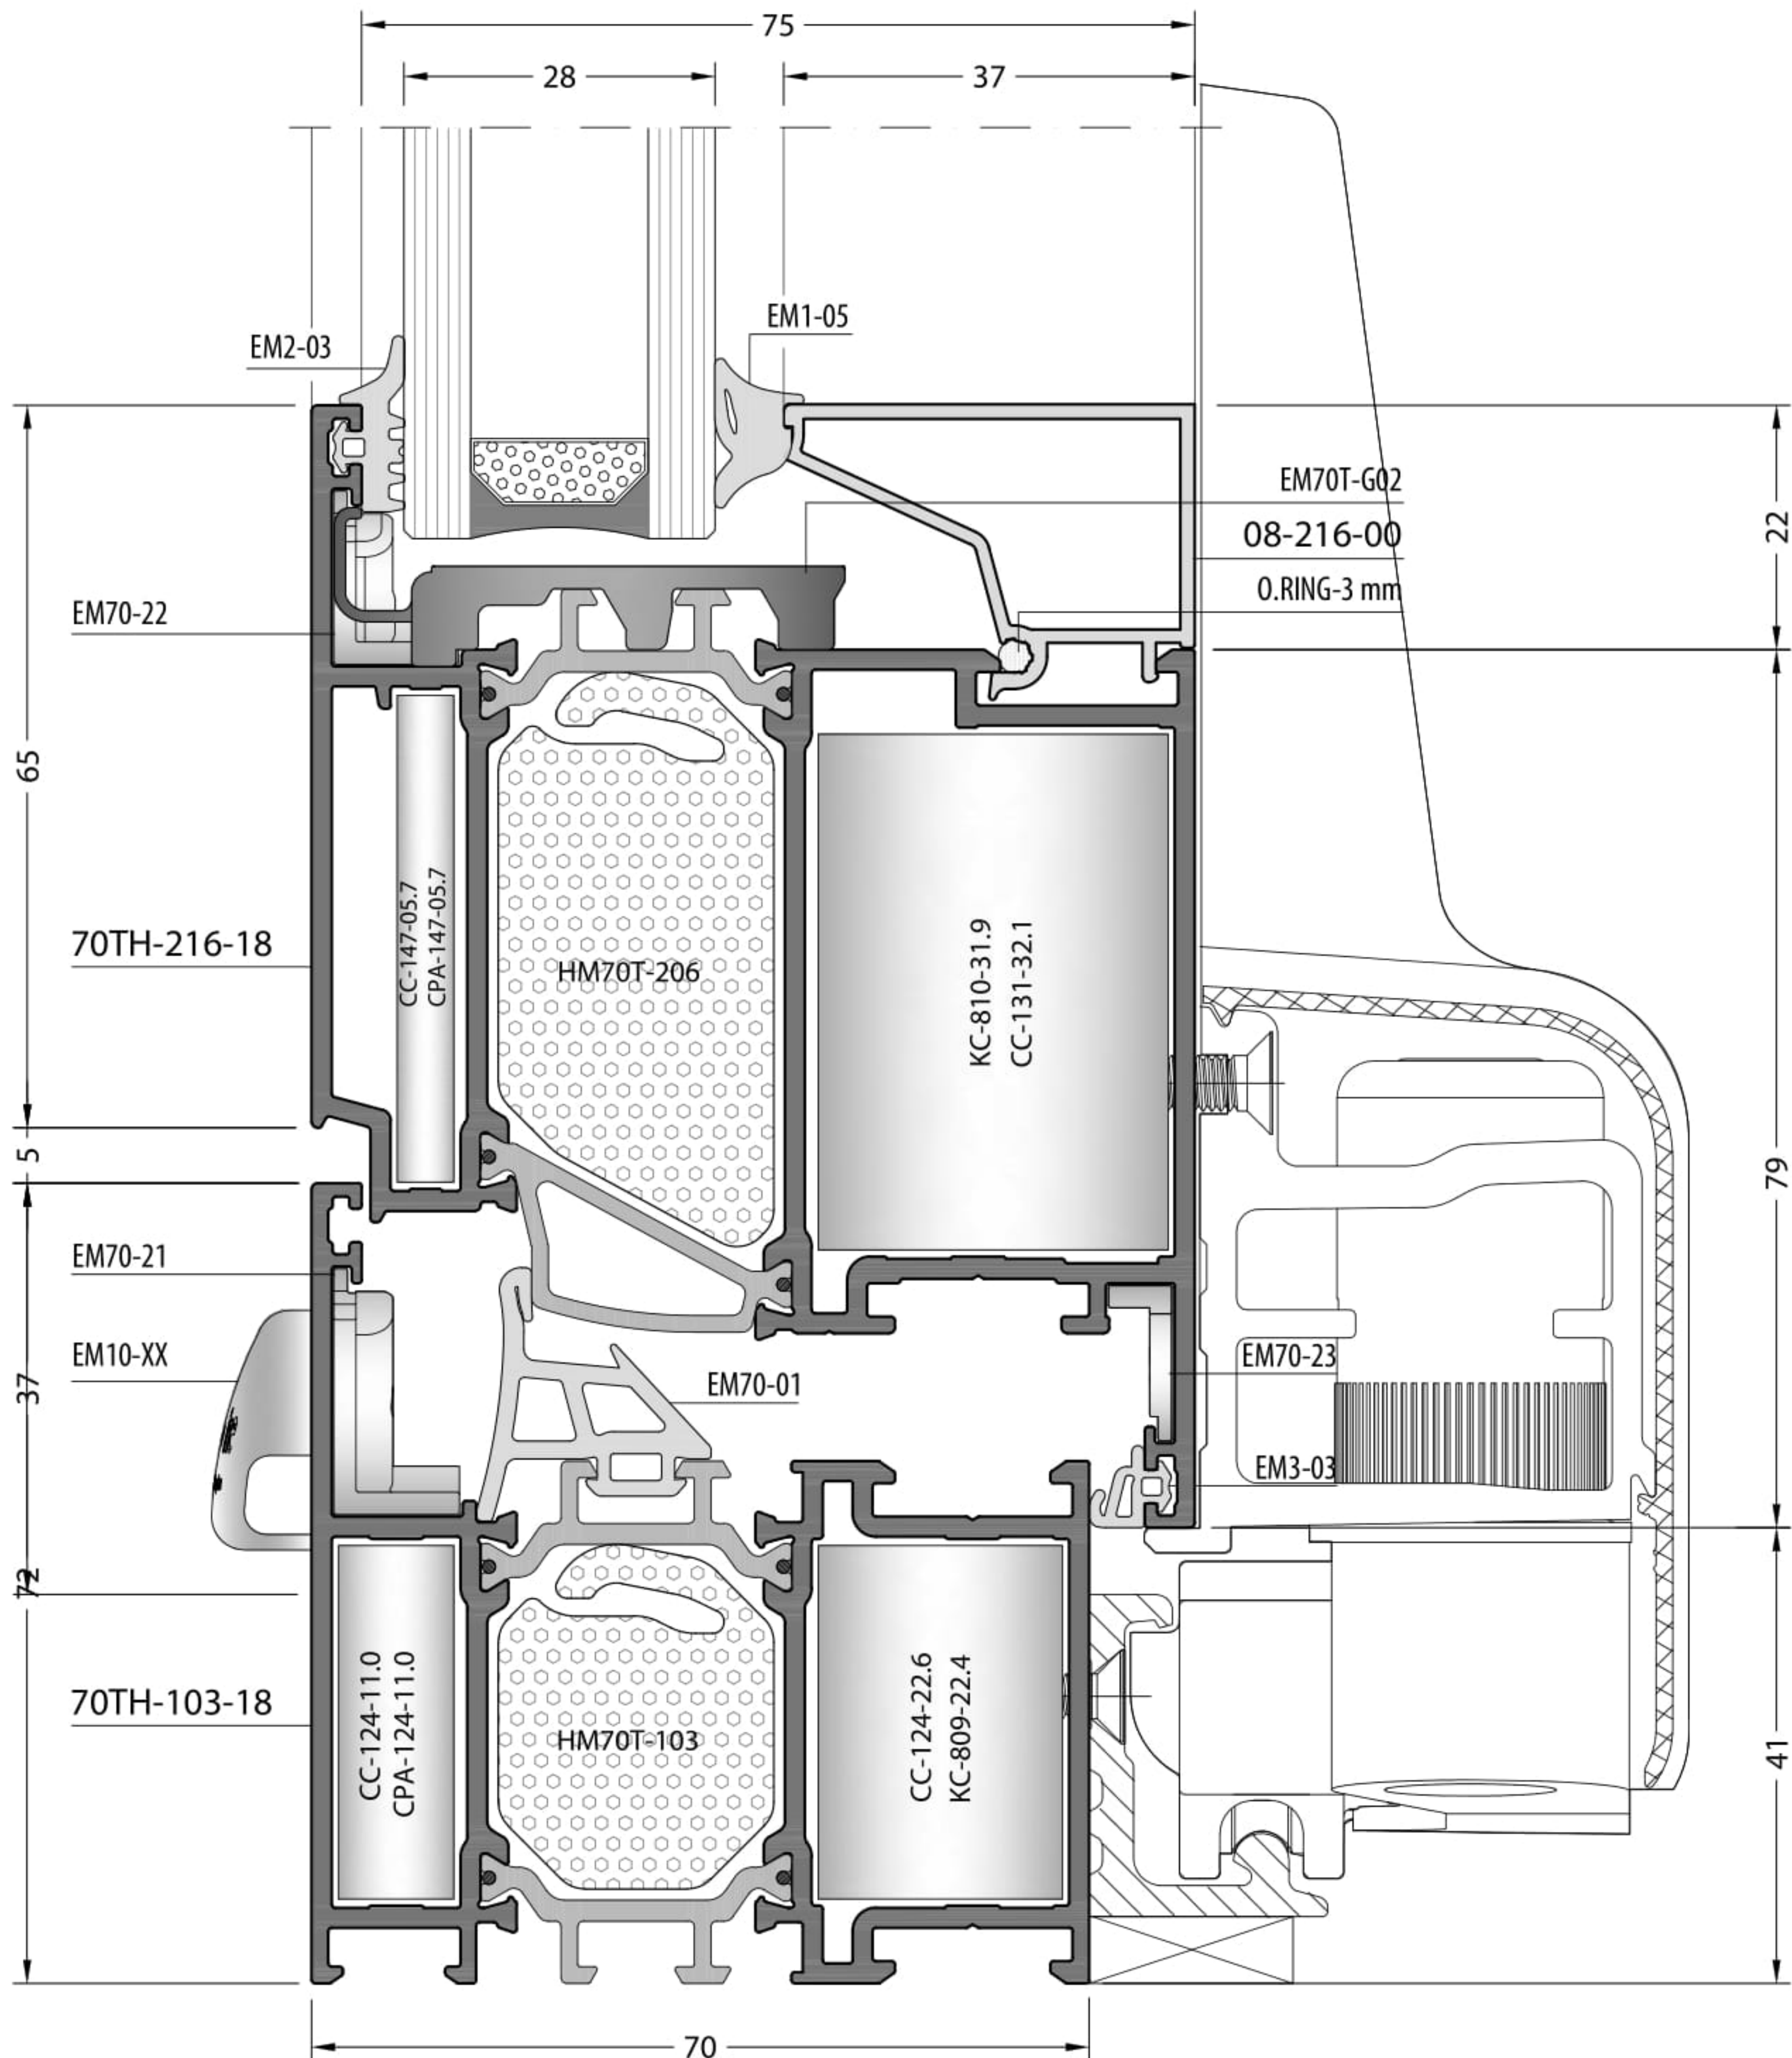 75
28
37
EM1-05
EM2-03
EM70T-G02
08-216-00
O.RING-3 mm
22
EM70-22
65
CC-147-05.7
CPA-147-05.7
70TH-216-18
HM70T-206
KC-810-31.9
CC-131-32.1
5
79
EM70-21
EM10-XX
37
EM70-01
EM70-23
EM3-03
72
70TH-103-18
CC-124-11.0
CPA-124-11.0
HM70T-103
CC-124-22.6
KC-809-22.4
41
70